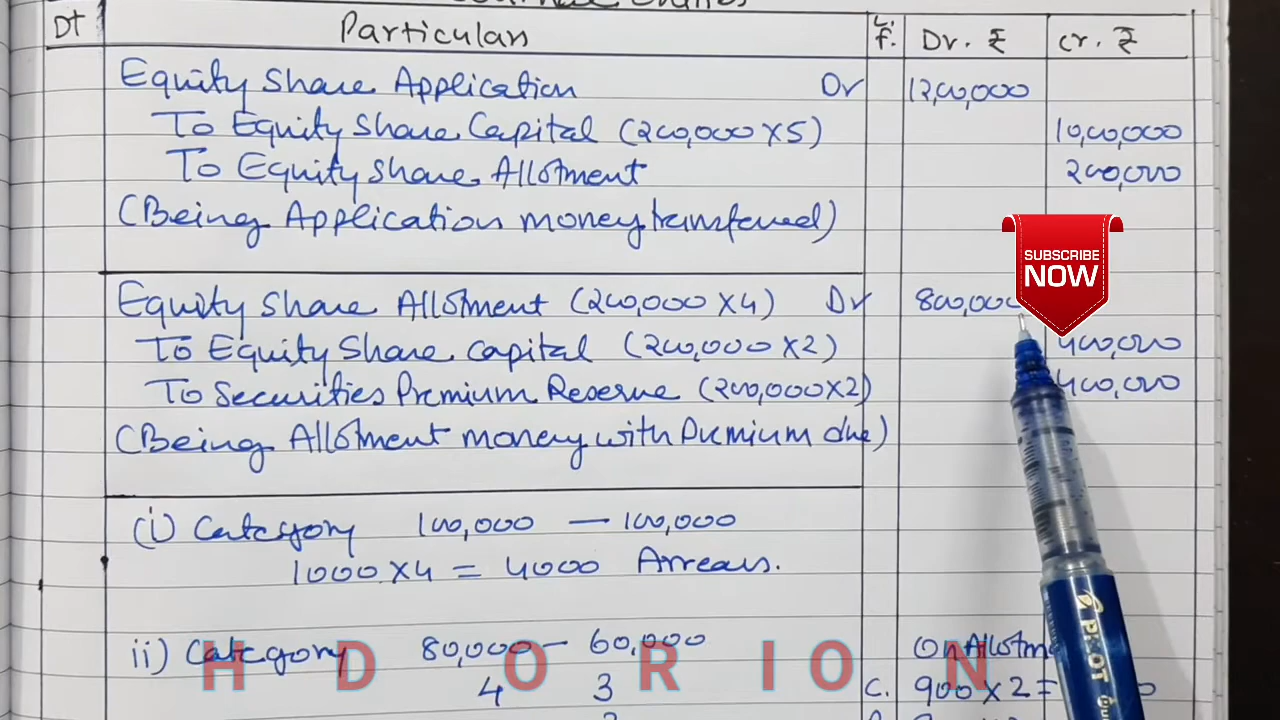 Dt Particulars L.f. Dr. ₹ Cr. ₹
Equity Share Application Dr 12,00,000
To Equity Share Capital (200,000 X 5) 10,00,000
To Equity Share Allotment 200,000
(Being Application money transferred)
SUBSCRIBE
NOW
Equity Share Allotment (200,000 X 4) Dr 800,000
To Equity Share Capital (200,000 X 2) 400,000
To Securities Premium Reserve (200,000 X 2) 400,000
(Being Allotment money with Premium due)
(i) Category 100,000 — 100,000
1000 X 4 = 4000 Arrears.
ii) Category 80,000 — 60,000 On
4 3 C. 900 X 2 =
HD ORION
PILOT